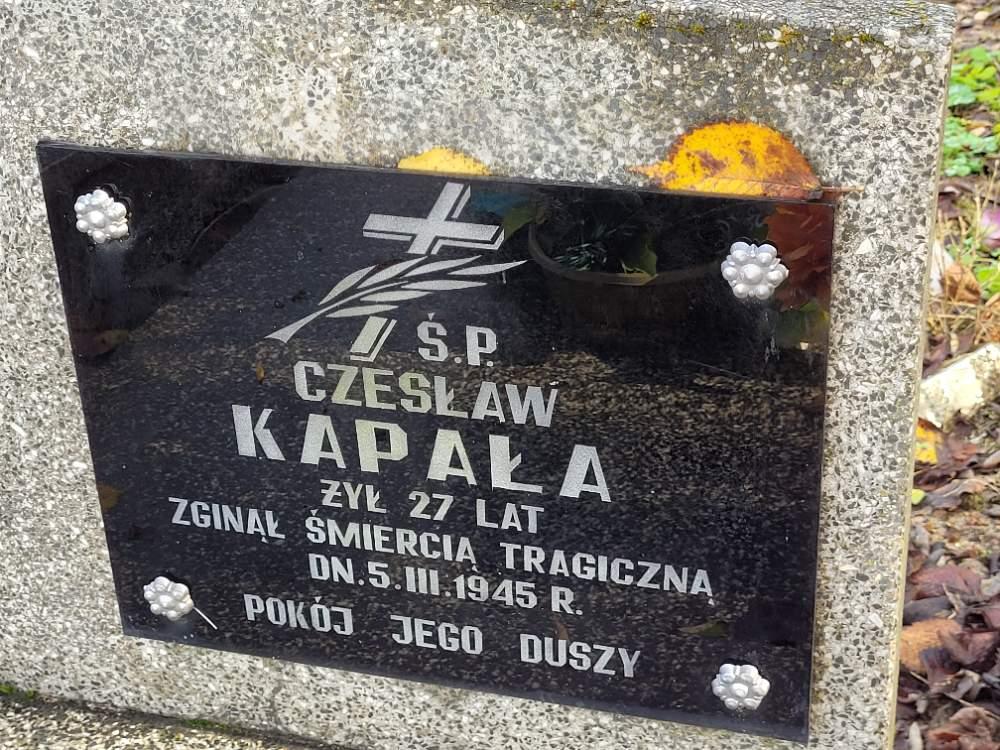 Ś.P.
CZESŁAW
KAPAŁA
ŻYŁ 27 LAT
ZGINĄŁ ŚMIERCIĄ TRAGICZNĄ
DN.5.III.1945 R.
POKÓJ JEGO DUSZY